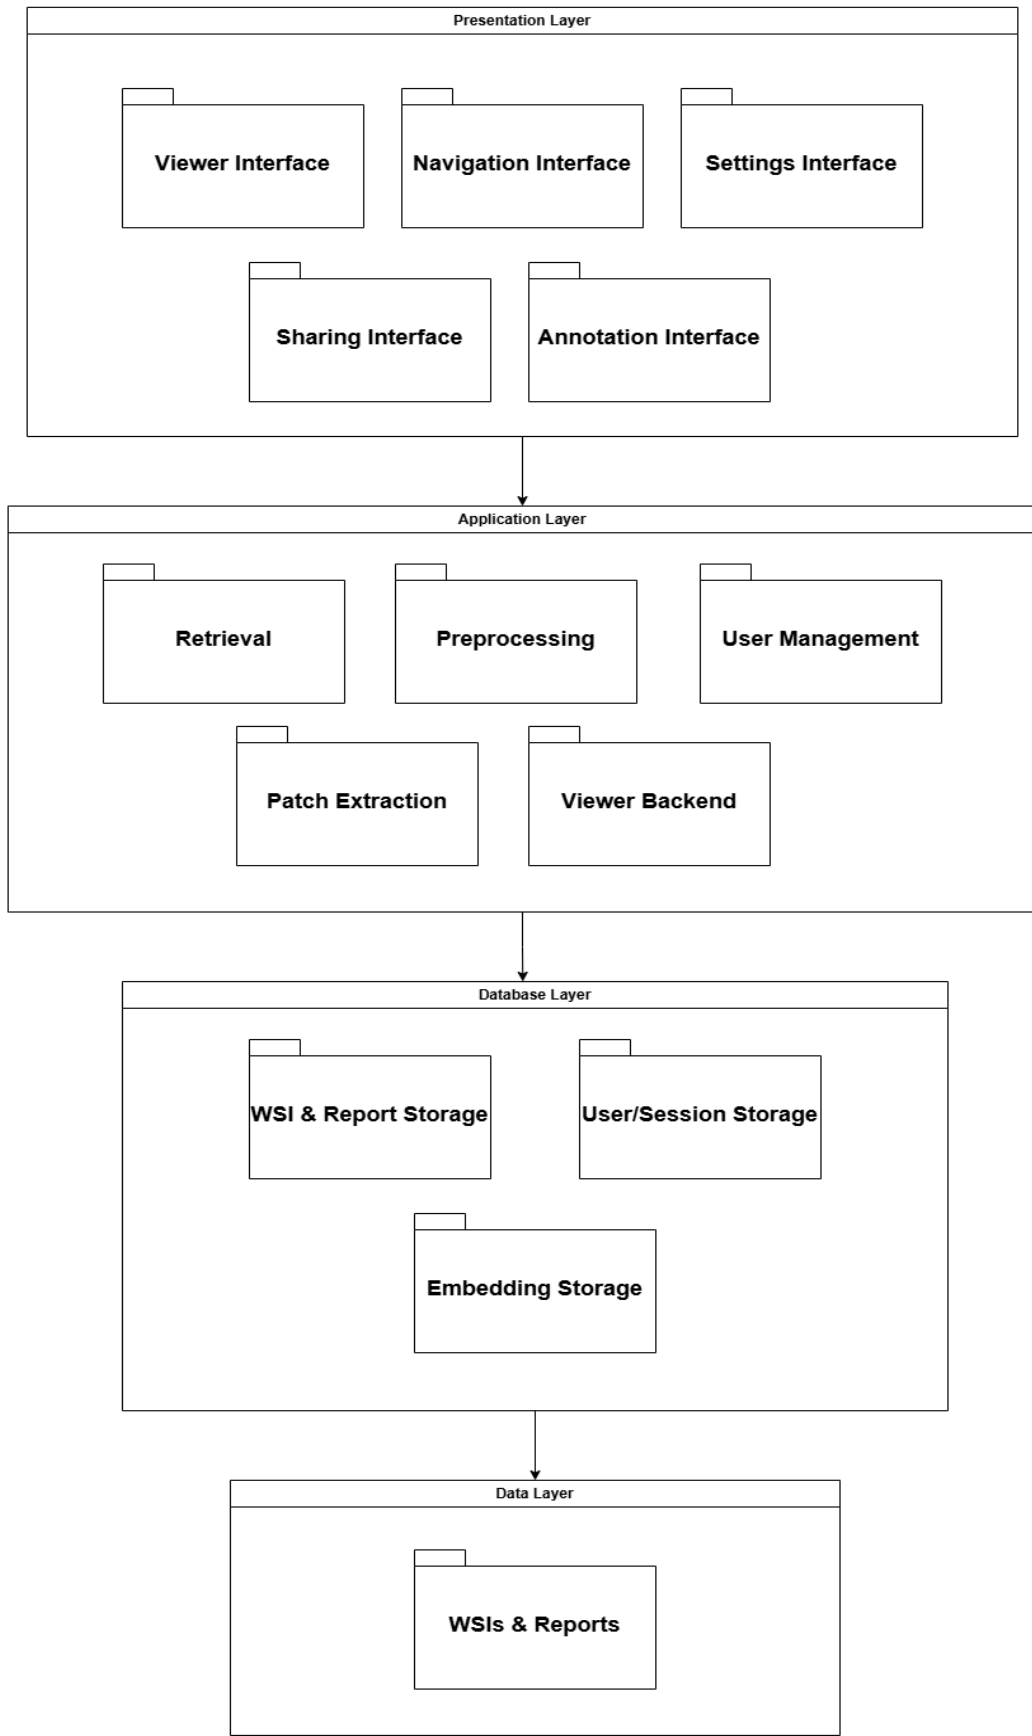 Presentation Layer
Viewer Interface
Navigation Interface
Settings Interface
Sharing Interface
Annotation Interface
Application Layer
Retrieval
Preprocessing
User Management
Patch Extraction
Viewer Backend
Database Layer
WSI & Report Storage
User/Session Storage
Embedding Storage
Data Layer
WSIs & Reports